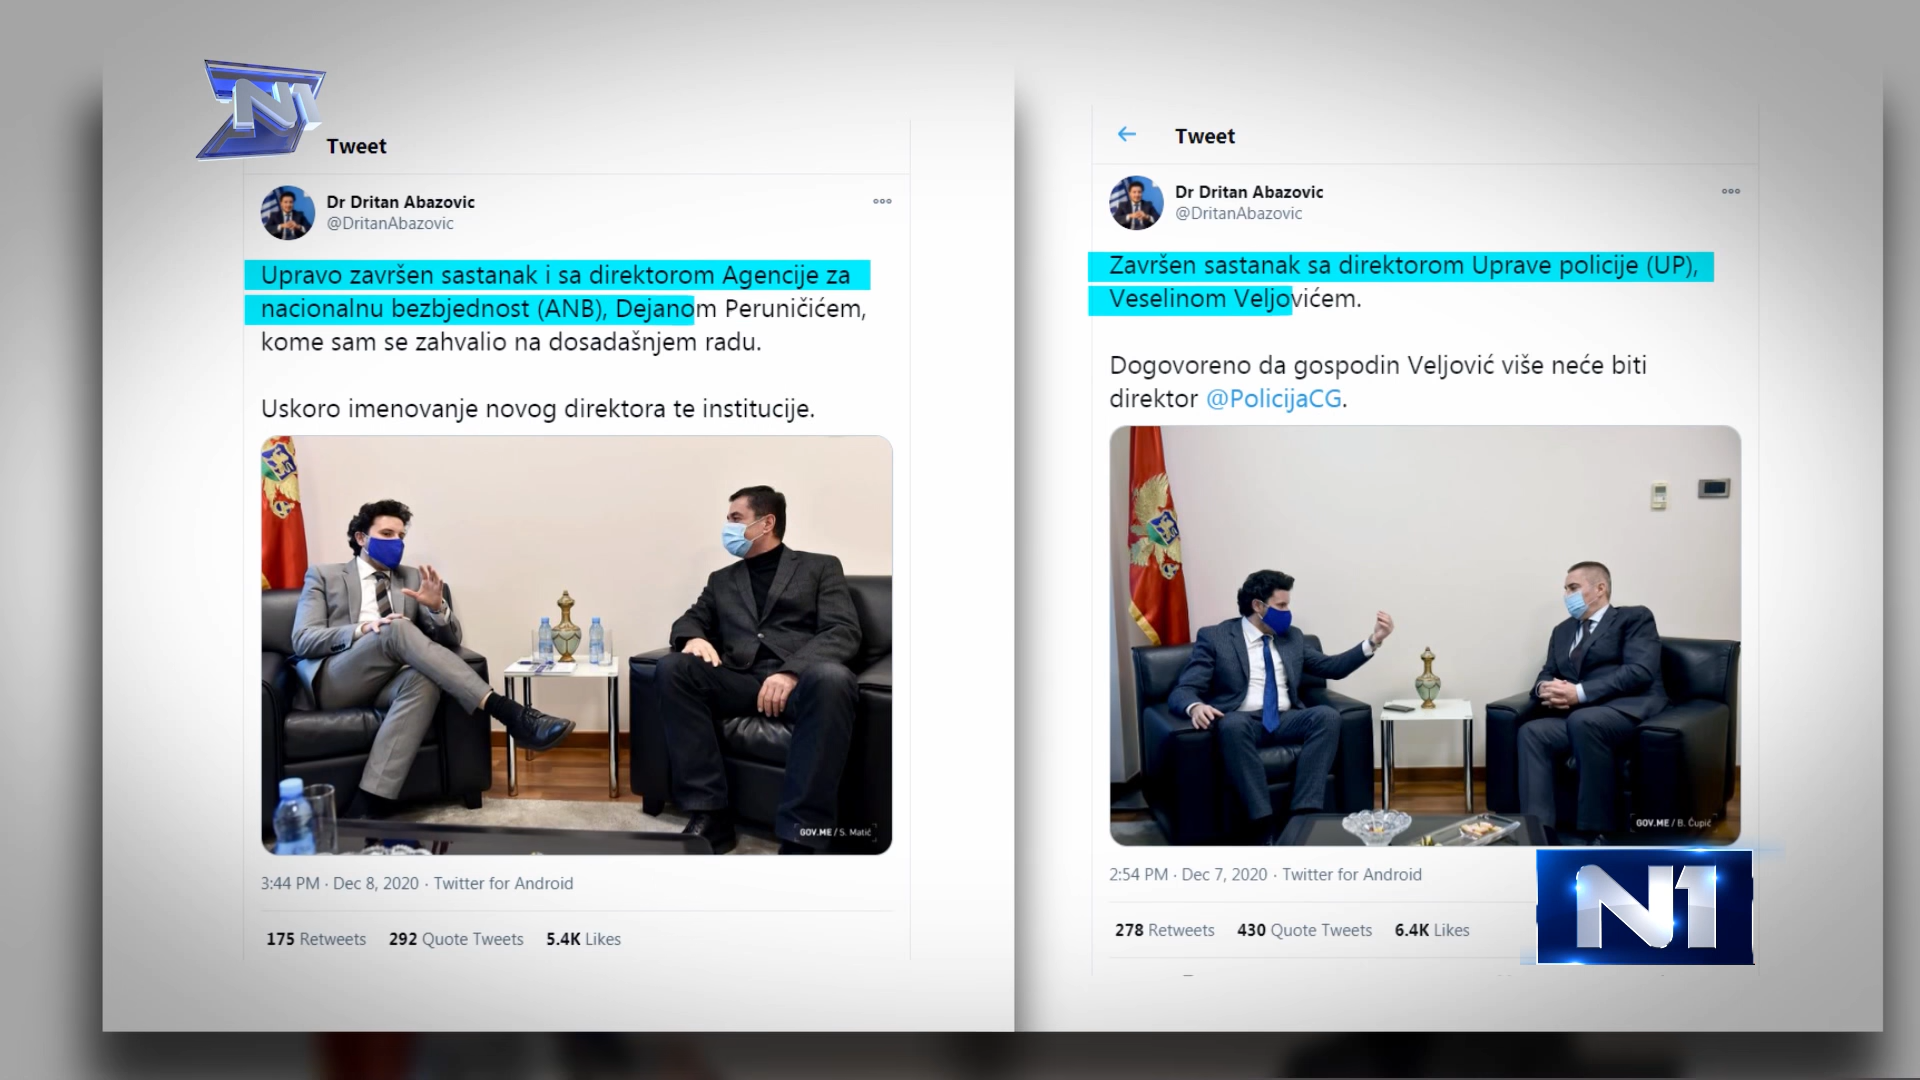 N1
Tweet
Dr Dritan Abazovic
@DritanAbazovic
Upravo završen sastanak i sa direktorom Agencije za
nacionalnu bezbjednost (ANB), Dejanom Peruničićem,
kome sam se zahvalio na dosadašnjem radu.
Uskoro imenovanje novog direktora te institucije.
GOV.ME / S. Matić
3:44 PM · Dec 8, 2020 · Twitter for Android
175 Retweets 292 Quote Tweets 5.4K Likes
Tweet
Dr Dritan Abazovic
@DritanAbazovic
Završen sastanak sa direktorom Uprave policije (UP),
Veselinom Veljovićem.
Dogovoreno da gospodin Veljović više neće biti
direktor @PolicijaCG.
GOV.ME / B. Ćupić
2:54 PM · Dec 7, 2020 · Twitter for Android
278 Retweets 430 Quote Tweets 6.4K Likes
N1